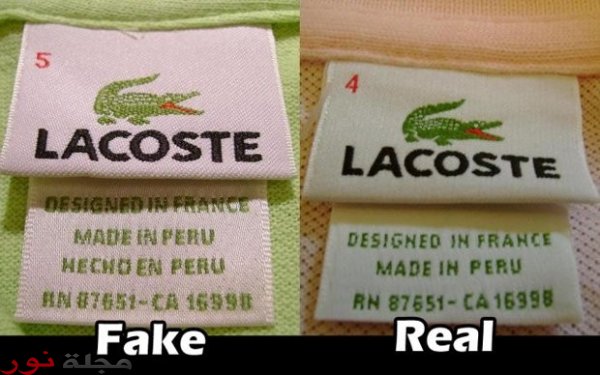 5
LACOSTE
DESIGNED IN FRANCE
MADE IN PERU
HECHO EN PERU
RN 87651-CA 16998
Fake
4
LACOSTE
DESIGNED IN FRANCE
MADE IN PERU
RN 87651-CA 16998
Real
مجلة نور